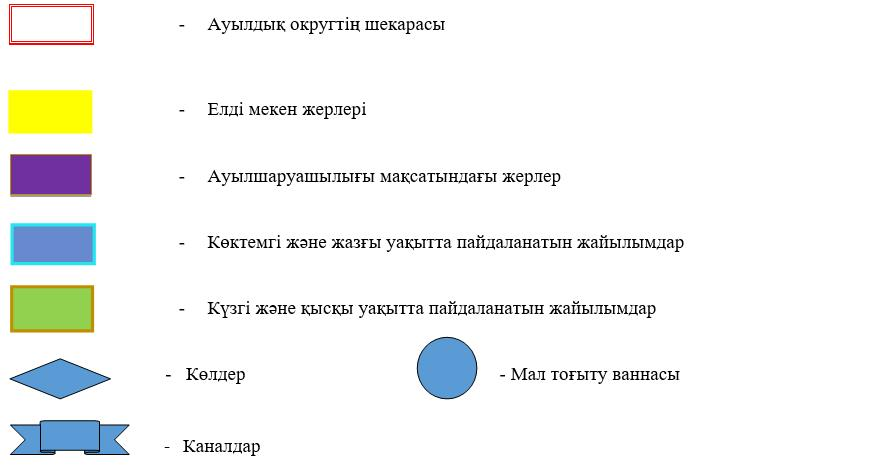 - Ауылдық округтің шекарасы
- Елді мекен жерлері
- Ауылшаруашылығы мақсатындағы жерлер
- Көктемгі және жазғы уақытта пайдаланатын жайылымдар
- Күзгі және қысқы уақытта пайдаланатын жайылымдар
- Көлдер
- Мал тоғыту ваннасы
- Каналдар